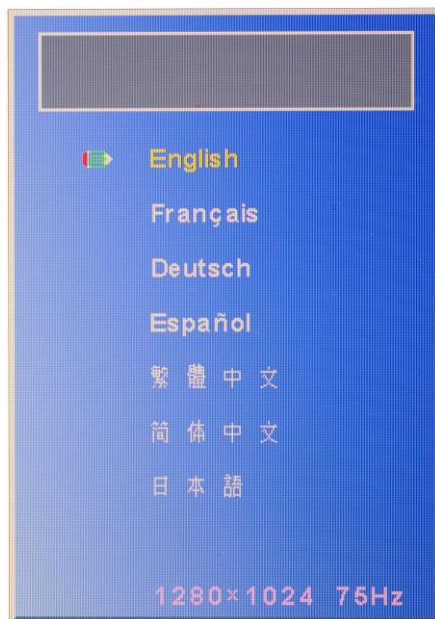 English
Français
Deutsch
Español
繁體中文
简体中文
日本語
1280×1024 75Hz